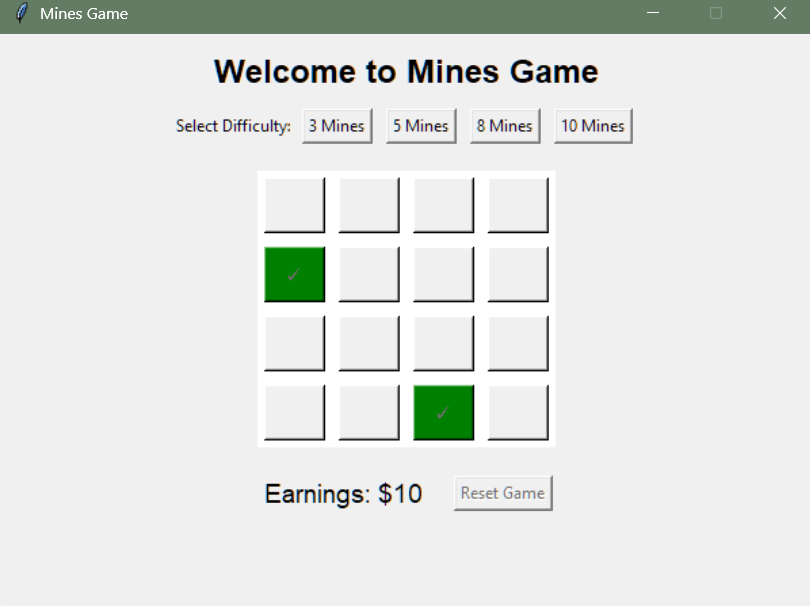 Mines Game
Welcome to Mines Game
Select Difficulty: 3 Mines 5 Mines 8 Mines 10 Mines
✓
✓
Earnings: $10 Reset Game